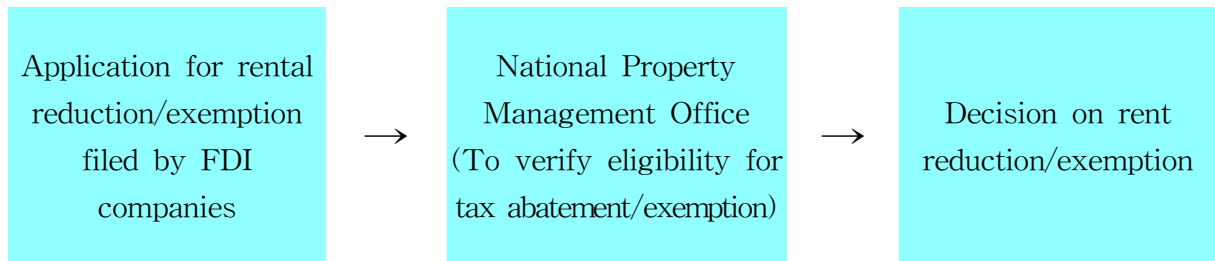 Application for rental
reduction/exemption
filed by FDI
companies
→
National Property
Management Office
(To verify eligibility for
tax abatement/exemption)
→
Decision on rent
reduction/exemption